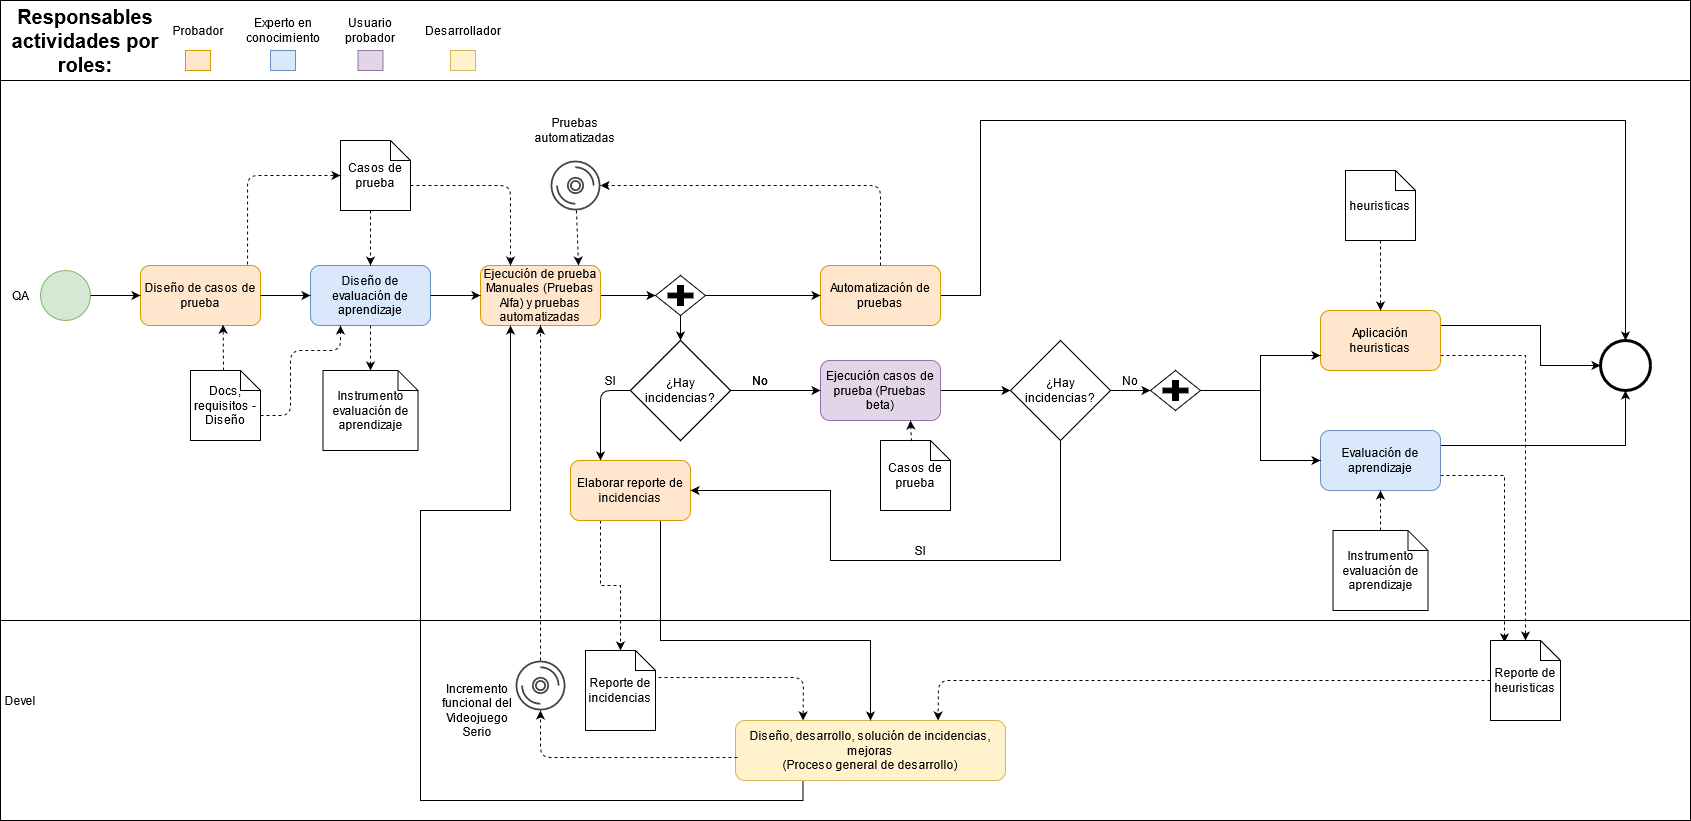 Responsables
actividades por
roles:
Probador
Experto en
conocimiento
Usuario
probador
Desarrollador
Pruebas
automatizadas
Casos de
prueba
heuristicas
QA
Diseño de casos de
prueba
Diseño de
evaluación de
aprendizaje
Ejecución de prueba
Manuales (Pruebas
Alfa) y pruebas
automatizadas
Automatización de
pruebas
Aplicación
heuristicas
Docs,
requisitos -
Diseño
Instrumento
evaluación de
aprendizaje
SI
¿Hay
incidencias?
No
Ejecución casos de
prueba (Pruebas
beta)
¿Hay
incidencias?
No
Casos de
prueba
Evaluación de
aprendizaje
Elaborar reporte de
incidencias
SI
Instrumento
evaluación de
aprendizaje
Devel
Incremento
funcional del
Videojuego
Serio
Reporte de
incidencias
Reporte de
heuristicas
Diseño, desarrollo, solución de incidencias,
mejoras
(Proceso general de desarrollo)